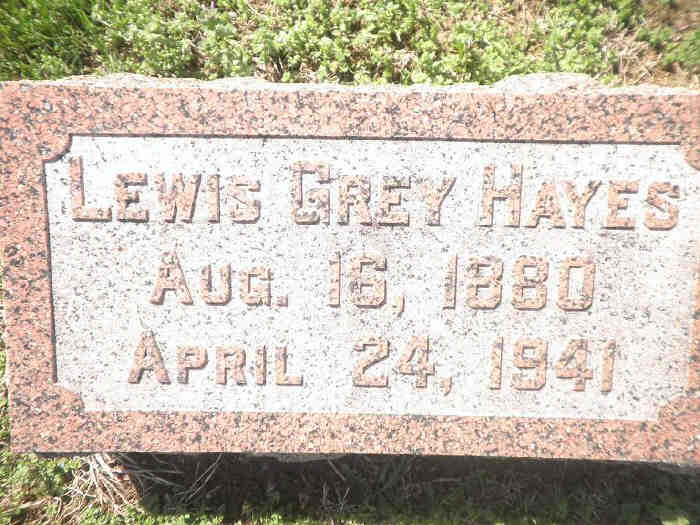 Lewis Grey Hayes
Aug. 16, 1880
April 24, 1941